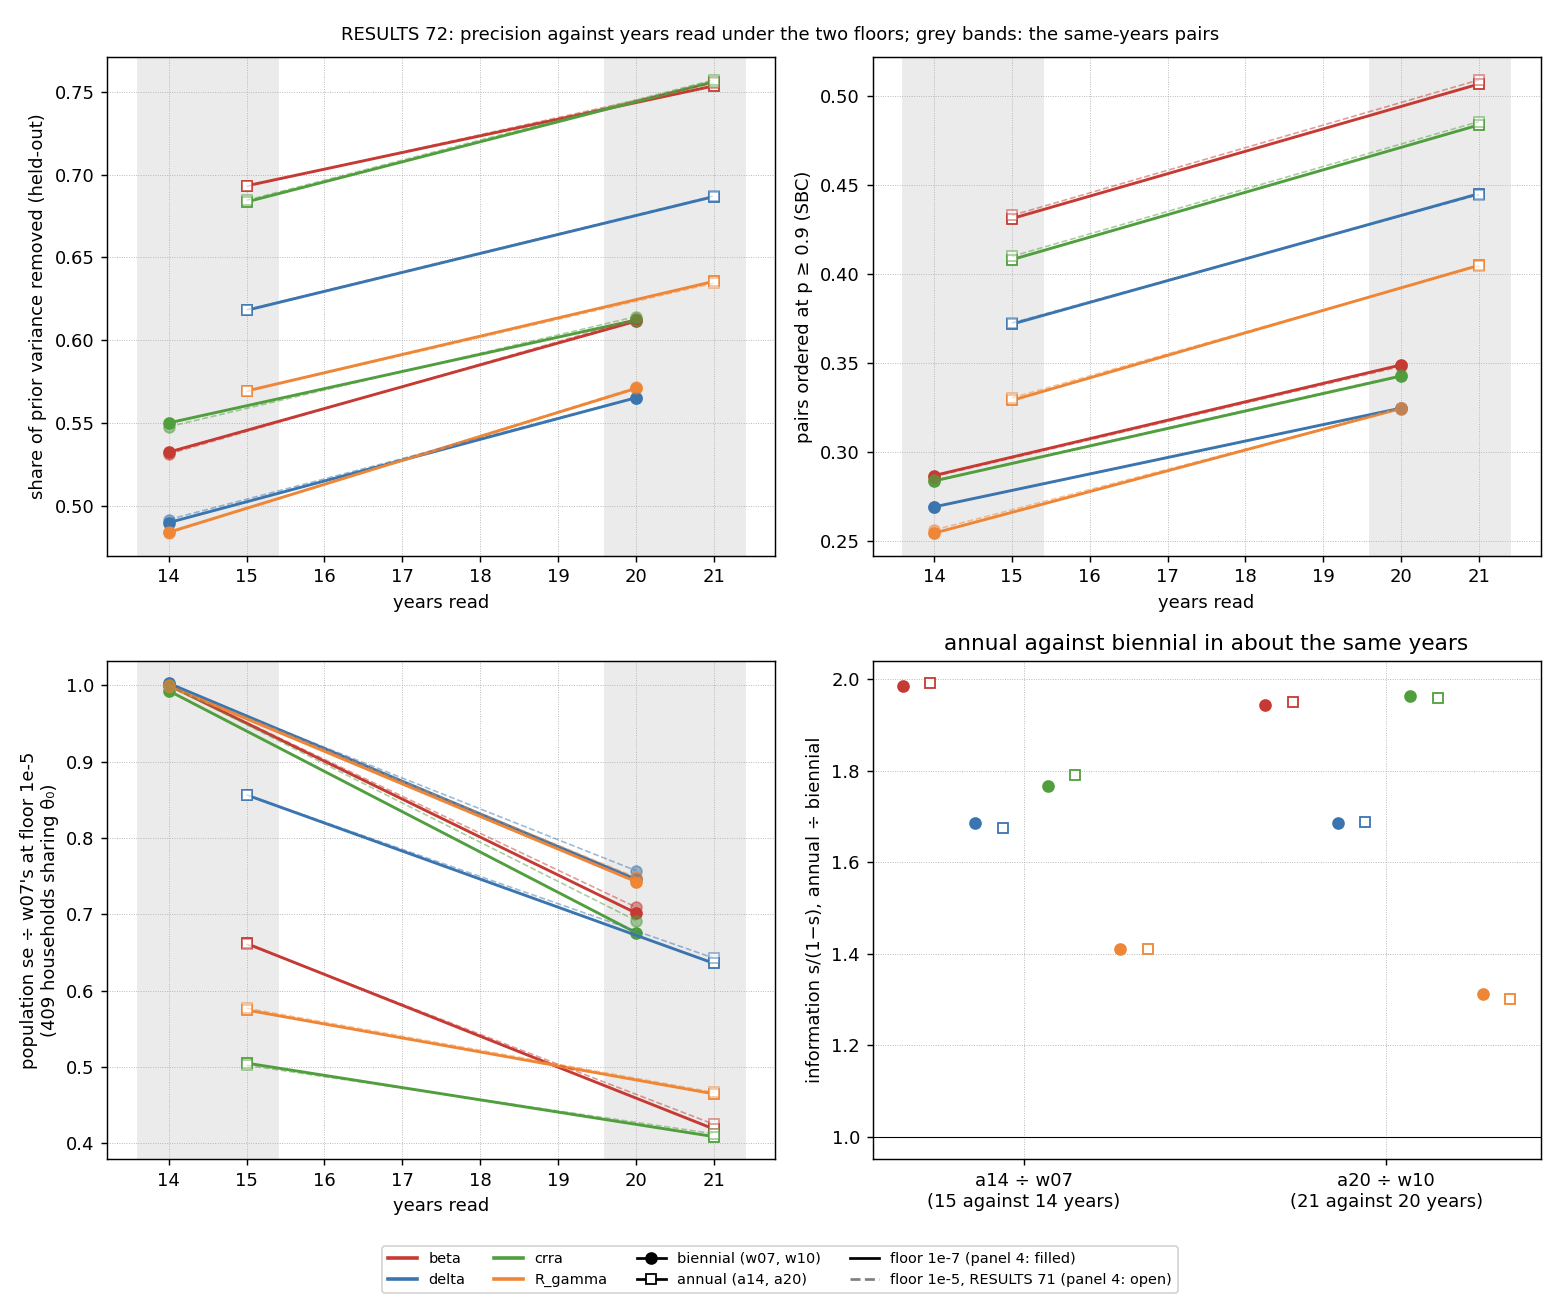 RESULTS 72: precision against years read under the two floors; grey bands: the same-years pairs
share of prior variance removed (held-out)
0.75
0.70
0.65
0.60
0.55
0.50
14 15 16 17 18 19 20 21
years read
pairs ordered at p ≥ 0.9 (SBC)
0.50
0.45
0.40
0.35
0.30
0.25
14 15 16 17 18 19 20 21
years read
population se ÷ w07's at floor 1e-5
(409 households sharing θ₀)
1.0
0.9
0.8
0.7
0.6
0.5
0.4
14 15 16 17 18 19 20 21
years read
annual against biennial in about the same years
information s/(1−s), annual ÷ biennial
2.0
1.8
1.6
1.4
1.2
1.0
a14 ÷ w07
(15 against 14 years)
a20 ÷ w10
(21 against 20 years)
beta
delta
crra
R_gamma
biennial (w07, w10)
annual (a14, a20)
floor 1e-7 (panel 4: filled)
floor 1e-5, RESULTS 71 (panel 4: open)